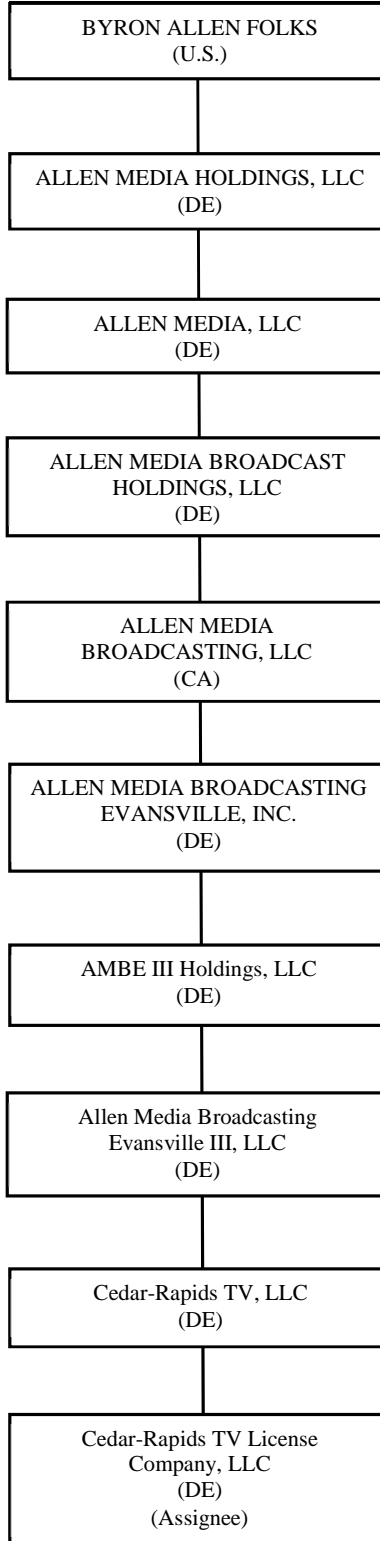 BYRON ALLEN FOLKS
(U.S.)
ALLEN MEDIA HOLDINGS, LLC
(DE)
ALLEN MEDIA, LLC
(DE)
ALLEN MEDIA BROADCAST
HOLDINGS, LLC
(DE)
ALLEN MEDIA
BROADCASTING, LLC
(CA)
ALLEN MEDIA BROADCASTING
EVANSVILLE, INC.
(DE)
AMBE III Holdings, LLC
(DE)
Allen Media Broadcasting
Evansville III, LLC
(DE)
Cedar-Rapids TV, LLC
(DE)
Cedar-Rapids TV License
Company, LLC
(DE)
(Assignee)